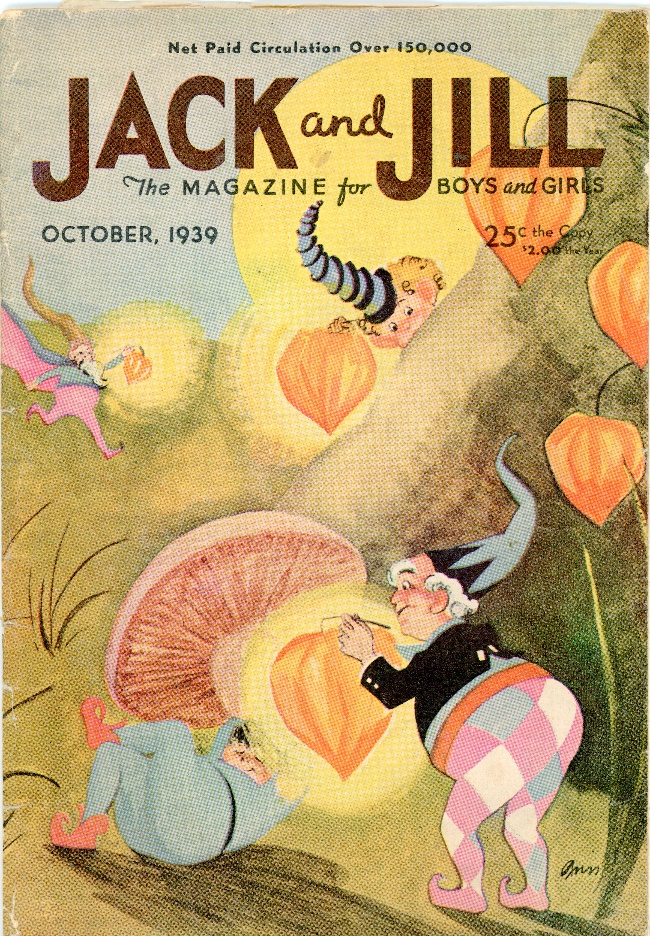 Net Paid Circulation Over 150,000
JACK and JILL
The MAGAZINE for BOYS and GIRLS
OCTOBER, 1939
25c the Copy
$2.00 the Year